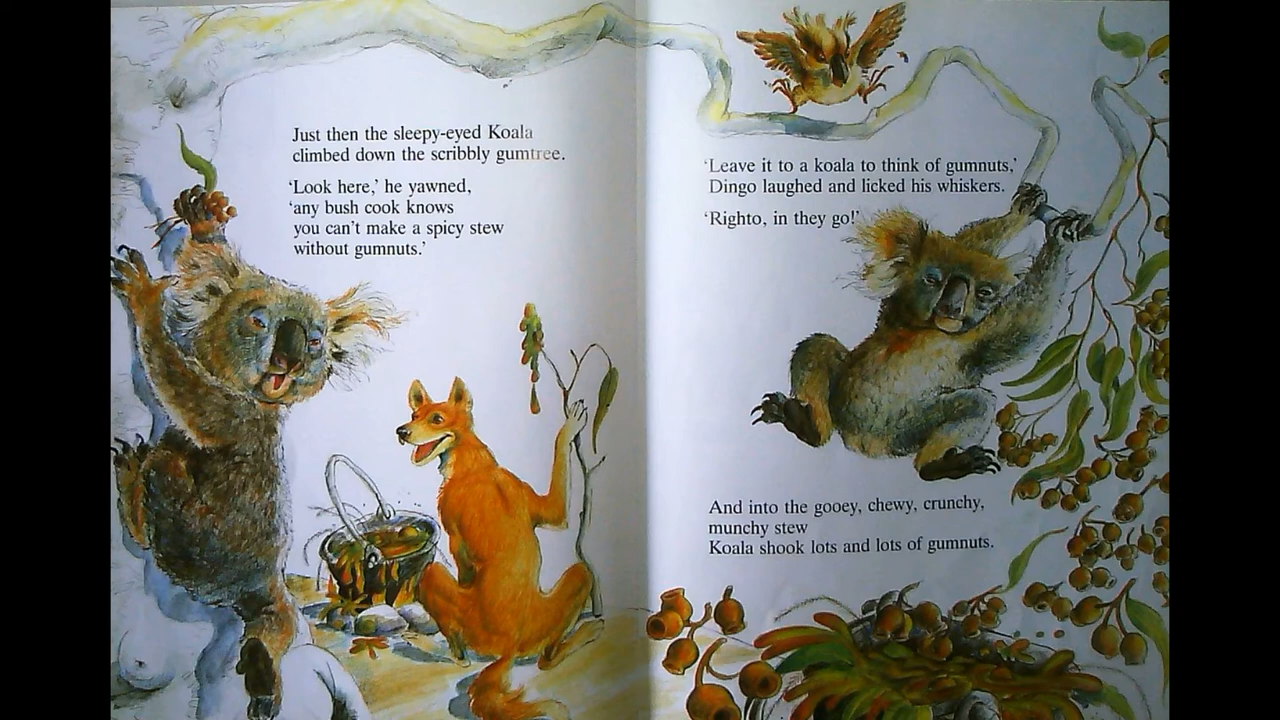 Just then the sleepy-eyed Koala
climbed down the scribbly gumtree.
‘Look here,’ he yawned,
‘any bush cook knows
you can’t make a spicy stew
without gumnuts.’
‘Leave it to a koala to think of gumnuts,’
Dingo laughed and licked his whiskers.
‘Righto, in they go!’
And into the gooey, chewy, crunchy,
munchy stew
Koala shook lots and lots of gumnuts.